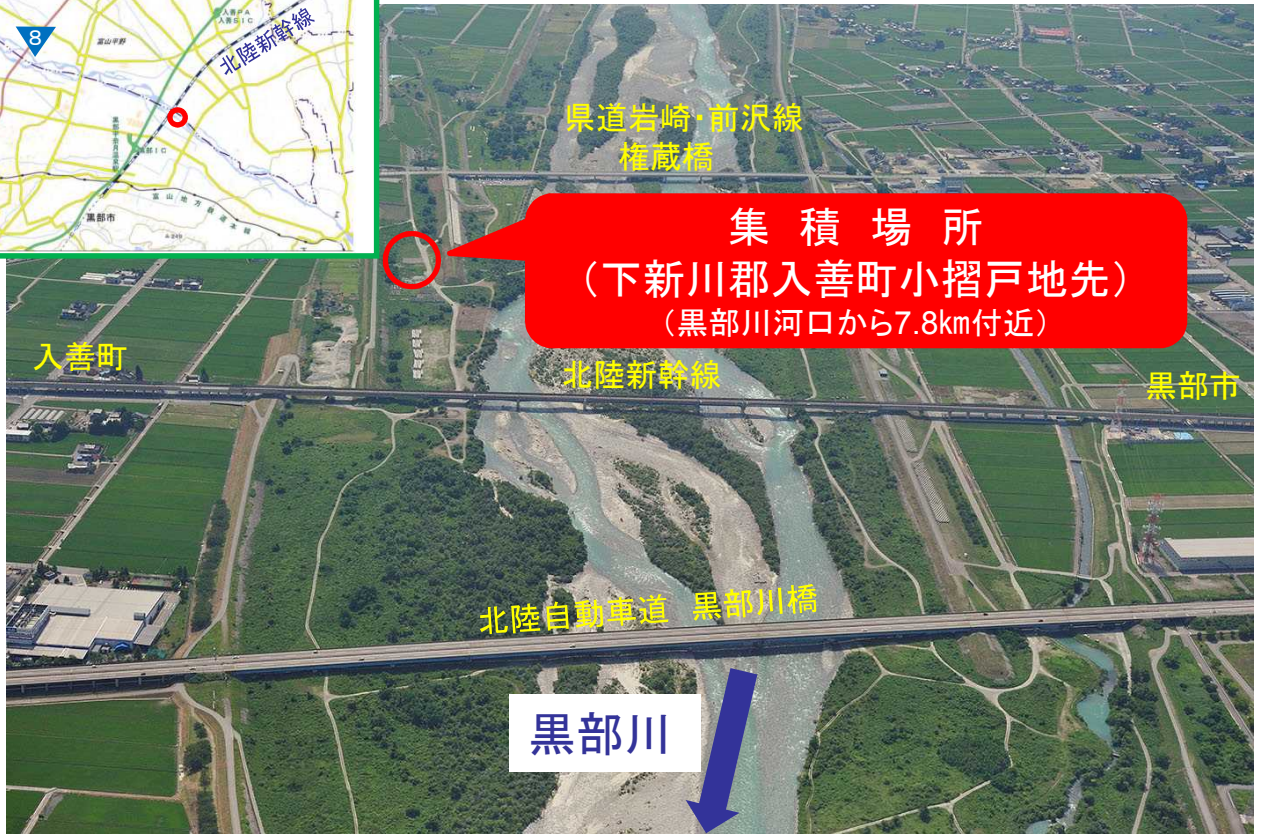 8
入善PA
入善SIC
富山平野
北陸新幹線
黒部IC
黒部市
富山地方鉄道本線
県道岩崎・前沢線
権蔵橋
集積場所
（下新川郡入善町小摺戸地先）
（黒部川河口から7.8km付近）
入善町
北陸新幹線
黒部市
北陸自動車道 黒部川橋
黒部川